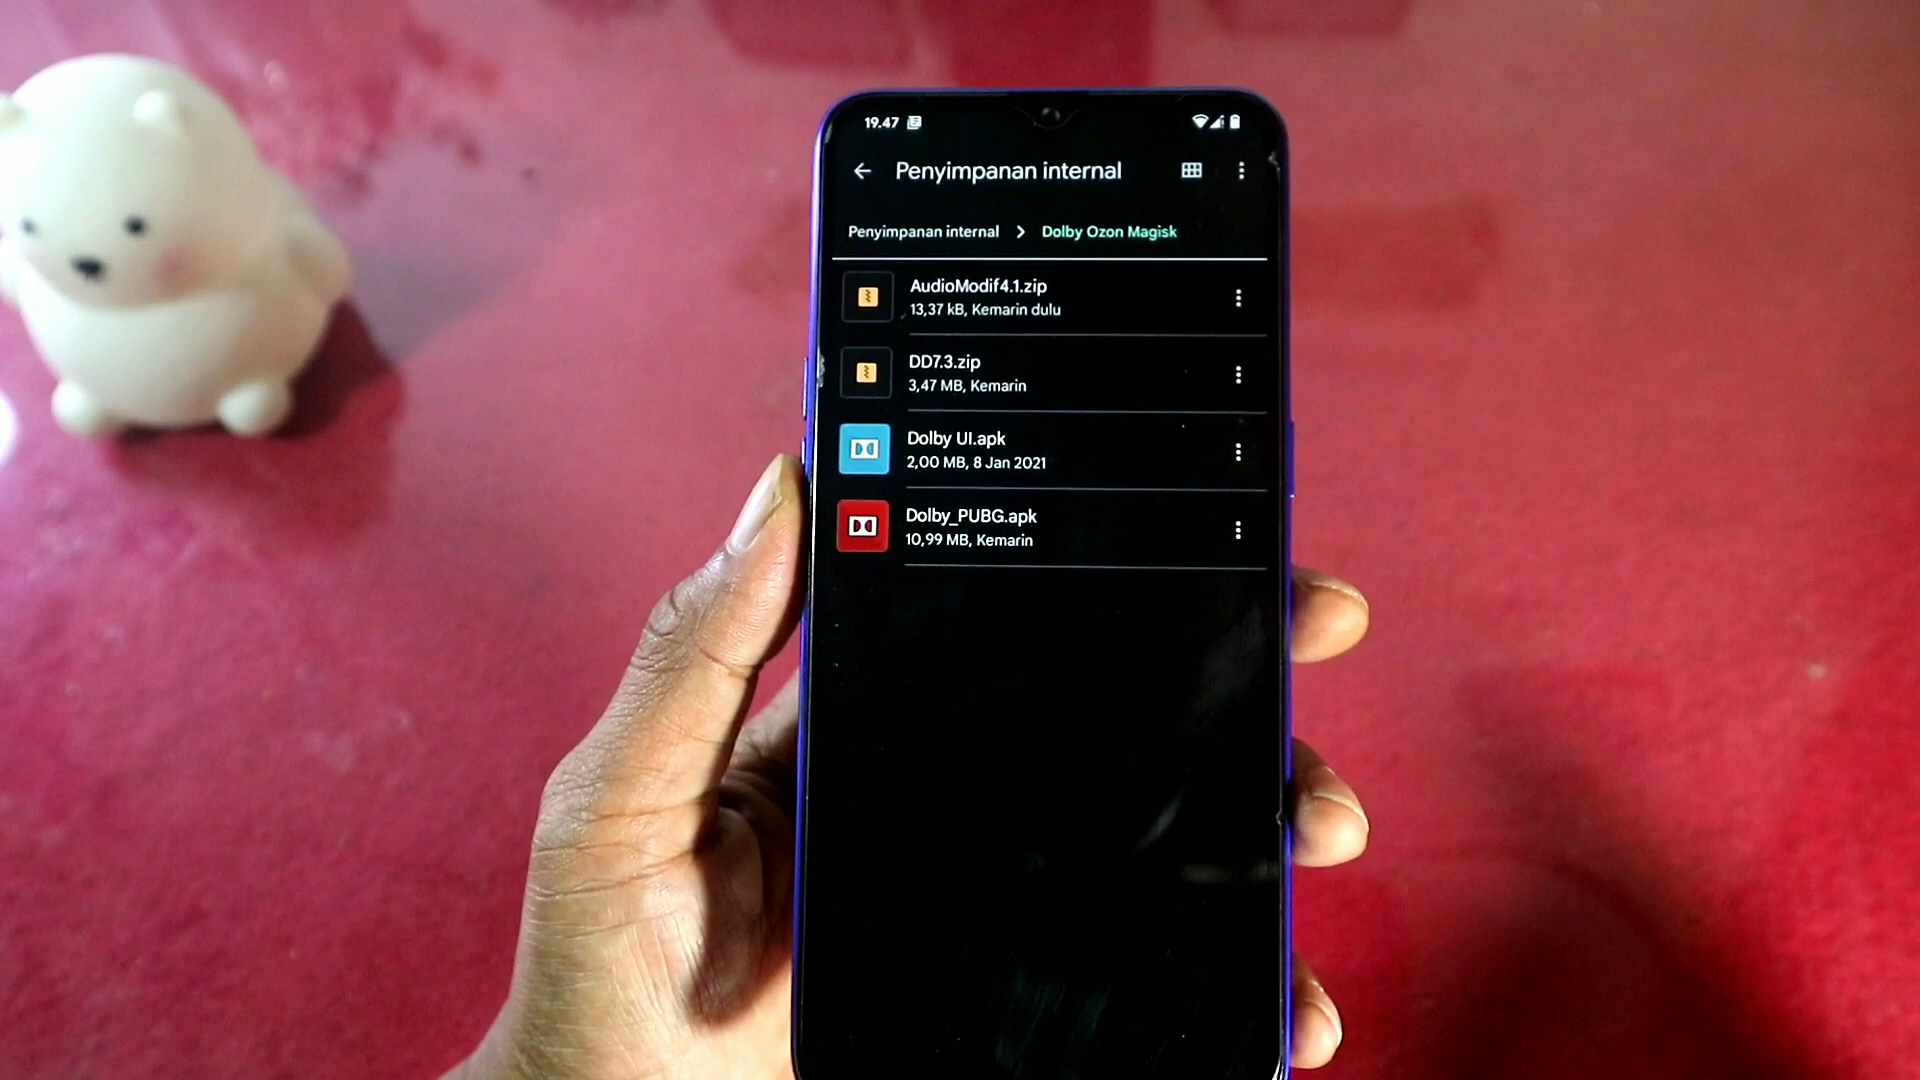 19.47
Penyimpanan internal
Penyimpanan internal > Dolby Ozon Magisk
AudioModif4.1.zip
13,37 kB, Kemarin dulu
DD7.3.zip
3,47 MB, Kemarin
Dolby UI.apk
2,00 MB, 8 Jan 2021
Dolby_PUBG.apk
10,99 MB, Kemarin